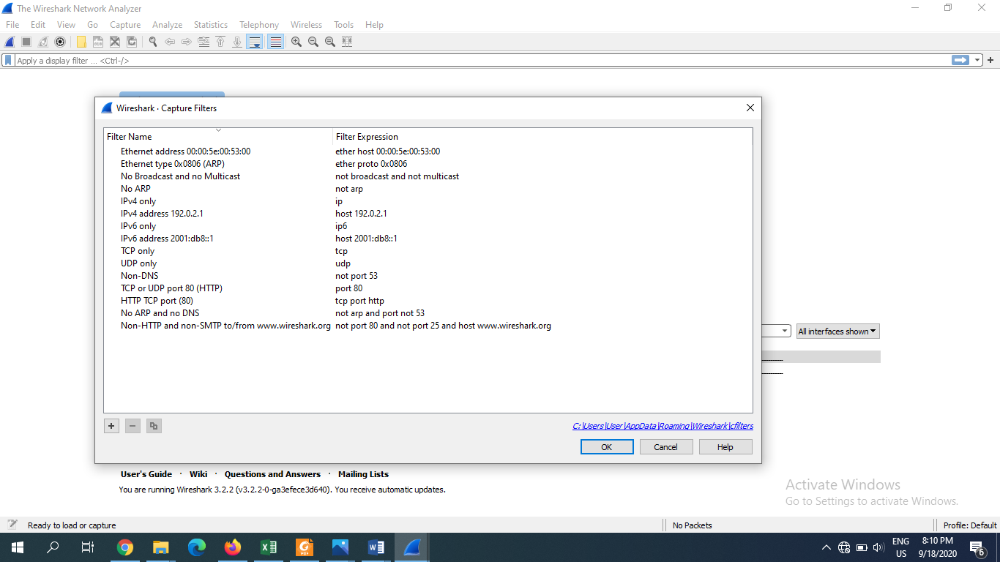 The Wireshark Network Analyzer
File Edit View Go Capture Analyze Statistics Telephony Wireless Tools Help
Apply a display filter ... <Ctrl-/>
Wireshark · Capture Filters
Filter Name Filter Expression
Ethernet address 00:00:5e:00:53:00 ether host 00:00:5e:00:53:00
Ethernet type 0x0806 (ARP) ether proto 0x0806
No Broadcast and no Multicast not broadcast and not multicast
No ARP not arp
IPv4 only ip
IPv4 address 192.0.2.1 host 192.0.2.1
IPv6 only ip6
IPv6 address 2001:db8::1 host 2001:db8::1
TCP only tcp
UDP only udp
Non-DNS not port 53
TCP or UDP port 80 (HTTP) port 80
HTTP TCP port (80) tcp port http
No ARP and no DNS not arp and port not 53
Non-HTTP and non-SMTP to/from www.wireshark.org not port 80 and not port 25 and host www.wireshark.org
All interfaces shown
C:\Users\User\AppData\Roaming\Wireshark\cfilters
OK Cancel Help
User's Guide · Wiki · Questions and Answers · Mailing Lists
You are running Wireshark 3.2.2 (v3.2.2-0-ga3efece3d640). You receive automatic updates.
Activate Windows
Go to Settings to activate Windows.
Ready to load or capture No Packets Profile: Default
ENG 8:10 PM
US 9/18/2020 6